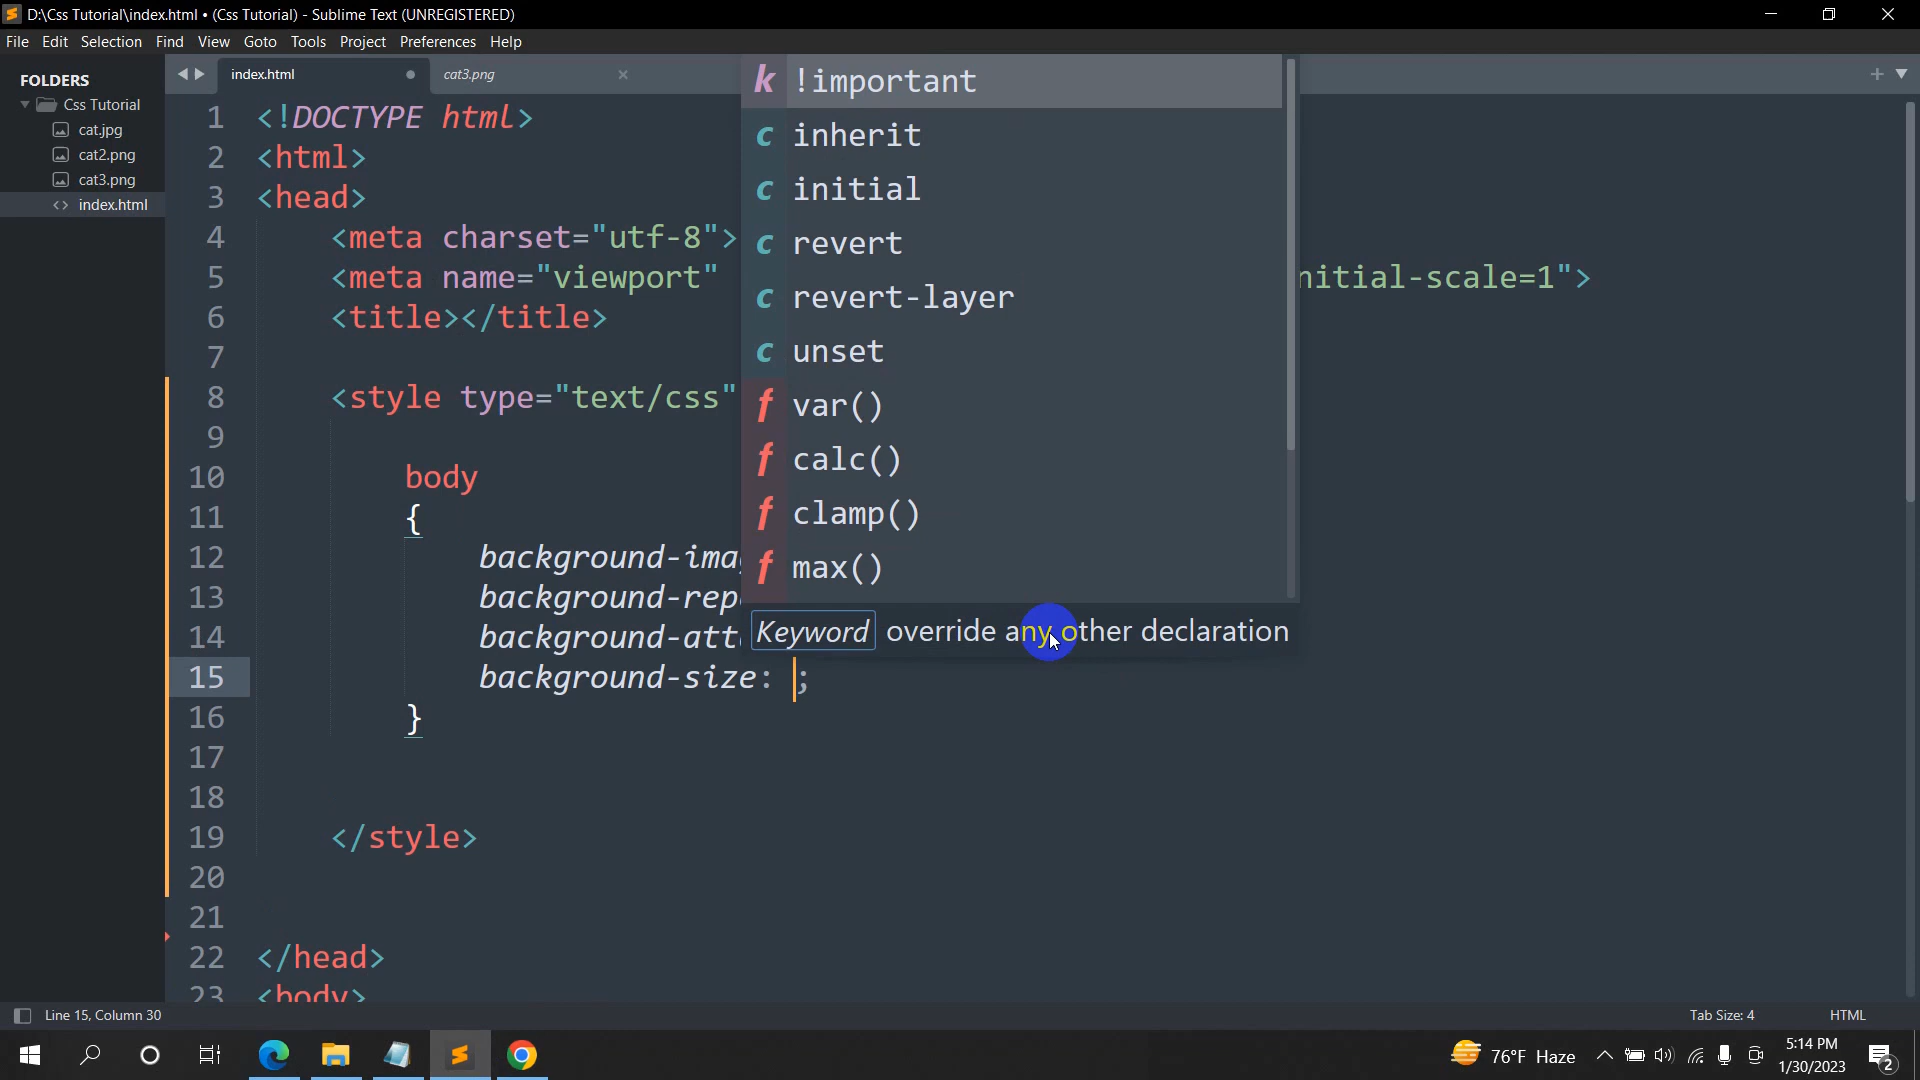 D:\Css Tutorial\index.html • (Css Tutorial) - Sublime Text (UNREGISTERED)
File Edit Selection Find View Goto Tools Project Preferences Help
FOLDERS
Css Tutorial
cat.jpg
cat2.png
cat3.png
index.html
index.html
cat3.png
1 <!DOCTYPE html>
2 <html>
3 <head>
4 <meta charset="utf-8">
5 <meta name="viewport" nitial-scale=1">
6 <title></title>
7
8 <style type="text/css"
9
10 body
11 {
12 background-ima
13 background-rep
14 background-att
15 background-size: ;
16 }
17
18
19 </style>
20
21
22 </head>
23 <body>
k !important
c inherit
c initial
c revert
c revert-layer
c unset
f var()
f calc()
f clamp()
f max()
Keyword override any other declaration
Line 15, Column 30
Tab Size: 4
HTML
76°F Haze
5:14 PM
1/30/2023
2